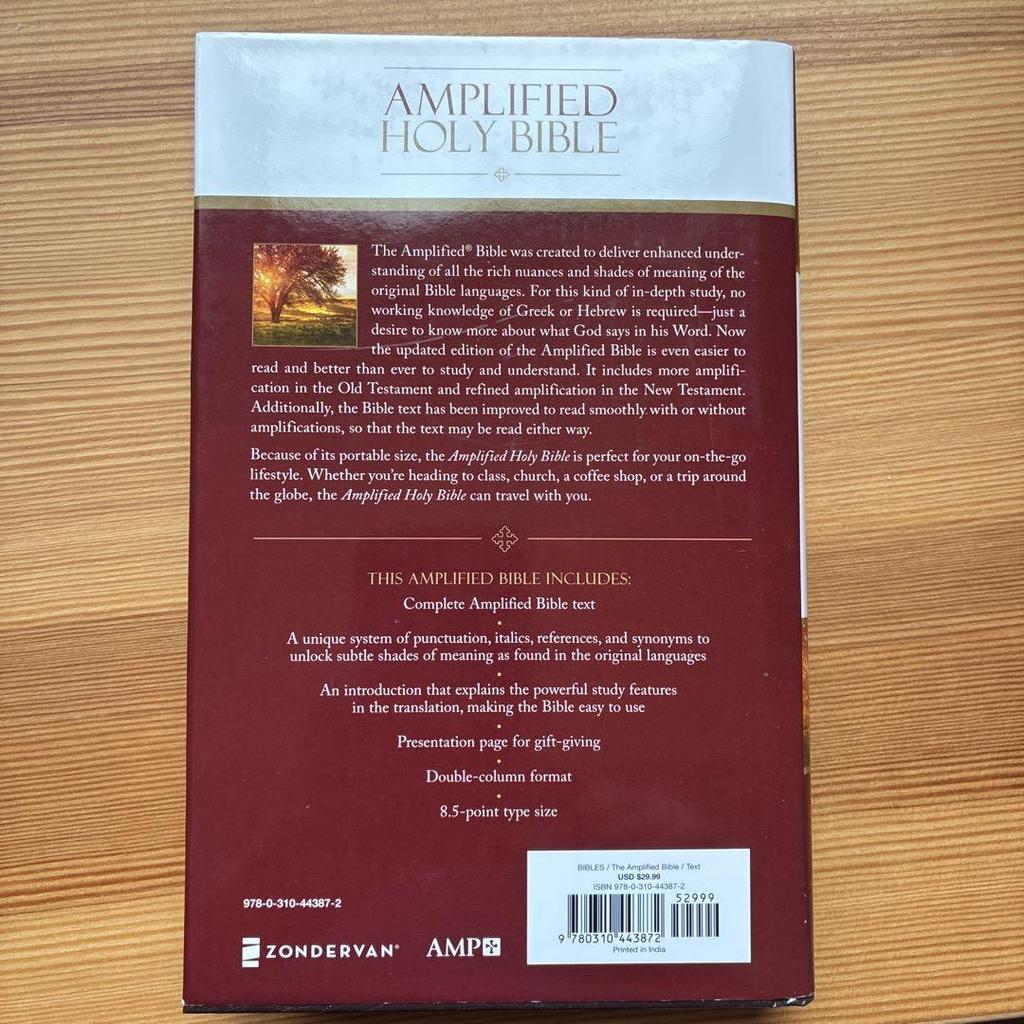 AMPLIFIED
HOLY BIBLE
The Amplified® Bible was created to deliver enhanced under-
standing of all the rich nuances and shades of meaning of the
original Bible languages. For this kind of in-depth study, no
working knowledge of Greek or Hebrew is required—just a
desire to know more about what God says in his Word. Now
the updated edition of the Amplified Bible is even easier to
read and better than ever to study and understand. It includes more amplifi-
cation in the Old Testament and refined amplification in the New Testament.
Additionally, the Bible text has been improved to read smoothly with or without
amplifications, so that the text may be read either way.
Because of its portable size, the Amplified Holy Bible is perfect for your on-the-go
lifestyle. Whether you're heading to class, church, a coffee shop, or a trip around
the globe, the Amplified Holy Bible can travel with you.
THIS AMPLIFIED BIBLE INCLUDES:
Complete Amplified Bible text
•
A unique system of punctuation, italics, references, and synonyms to
unlock subtle shades of meaning as found in the original languages
•
An introduction that explains the powerful study features
in the translation, making the Bible easy to use
•
Presentation page for gift-giving
•
Double-column format
•
8.5-point type size
978-0-310-44387-2
ZONDERVAN®
AMP
BIBLES / The Amplified Bible / Text
USD $29.99
ISBN 978-0-310-44387-2
52999
9 780310 443872
Printed in India